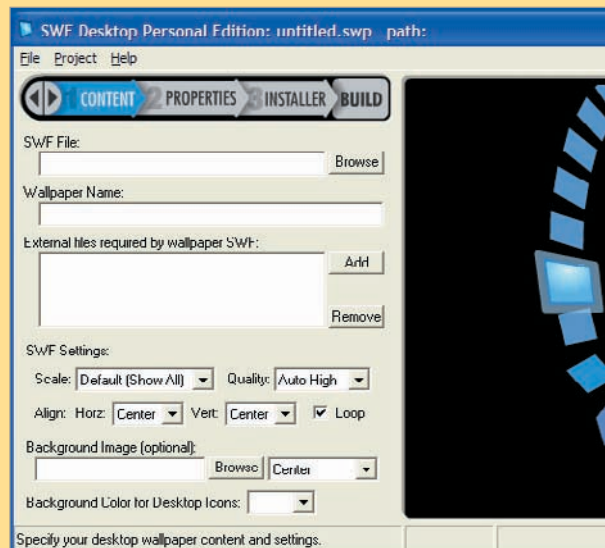 SWF Desktop Personal Edition: untitled.swp path:
File Project Help
1 CONTENT 2 PROPERTIES 3 INSTALLER BUILD
SWF File:
Browse
Wallpaper Name:
External files required by wallpaper SWF:
Add
Remove
SWF Settings:
Scale: Default (Show All) Quality: Auto High
Align: Horz: Center Vert: Center Loop
Background Image (optional):
Browse Center
Background Color for Desktop Icons:
Specify your desktop wallpaper content and settings.